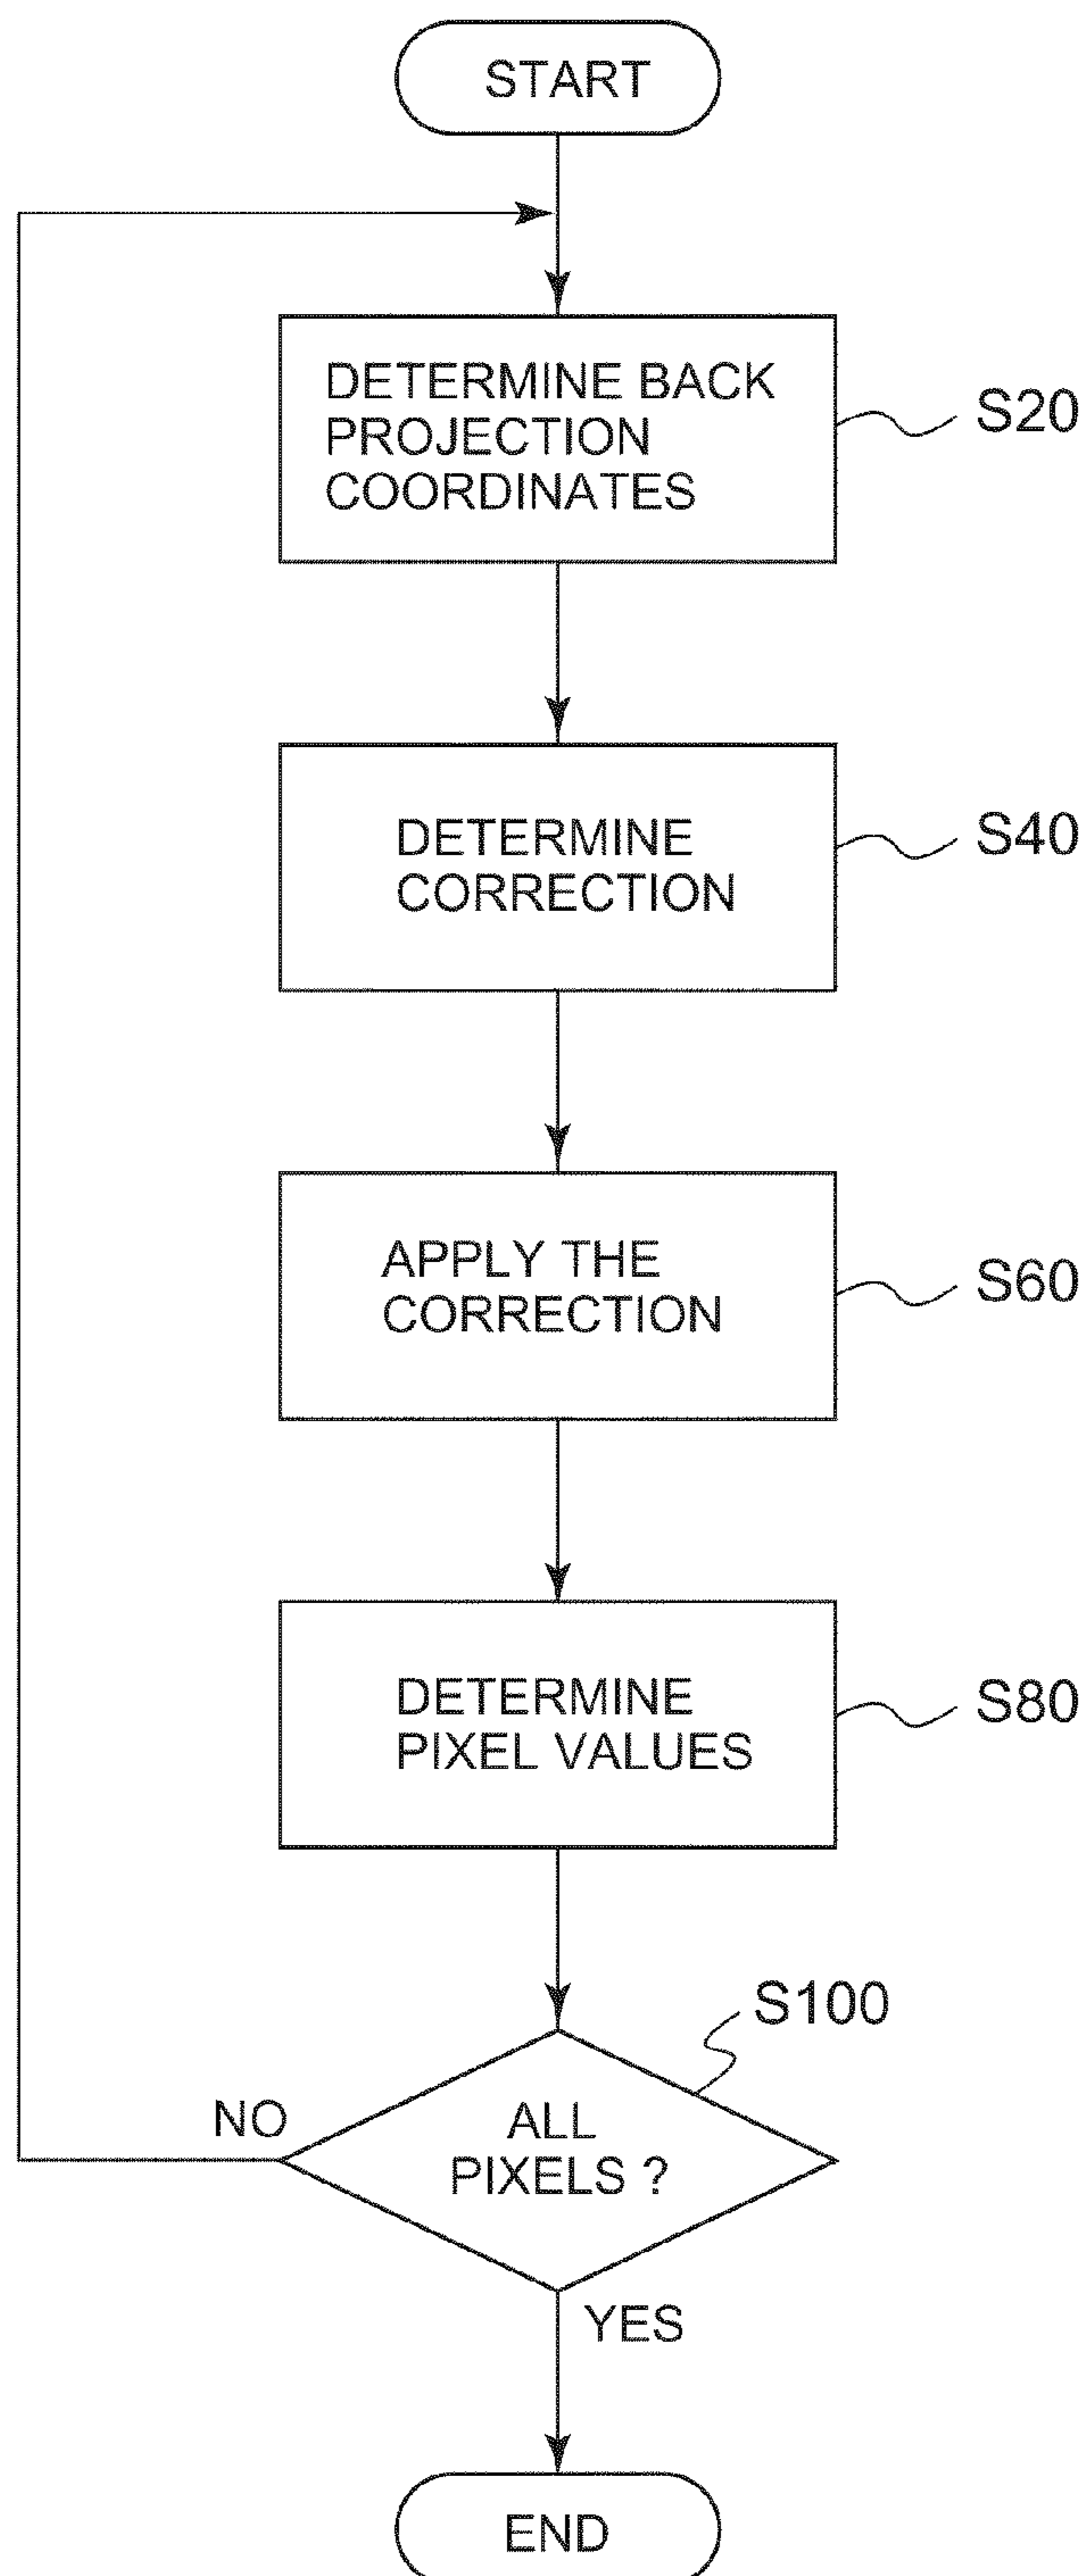 START
DETERMINE BACK
PROJECTION
COORDINATES
S20
DETERMINE
CORRECTION
S40
APPLY THE
CORRECTION
S60
DETERMINE
PIXEL VALUES
S80
S100
NO
ALL
PIXELS ?
YES
END